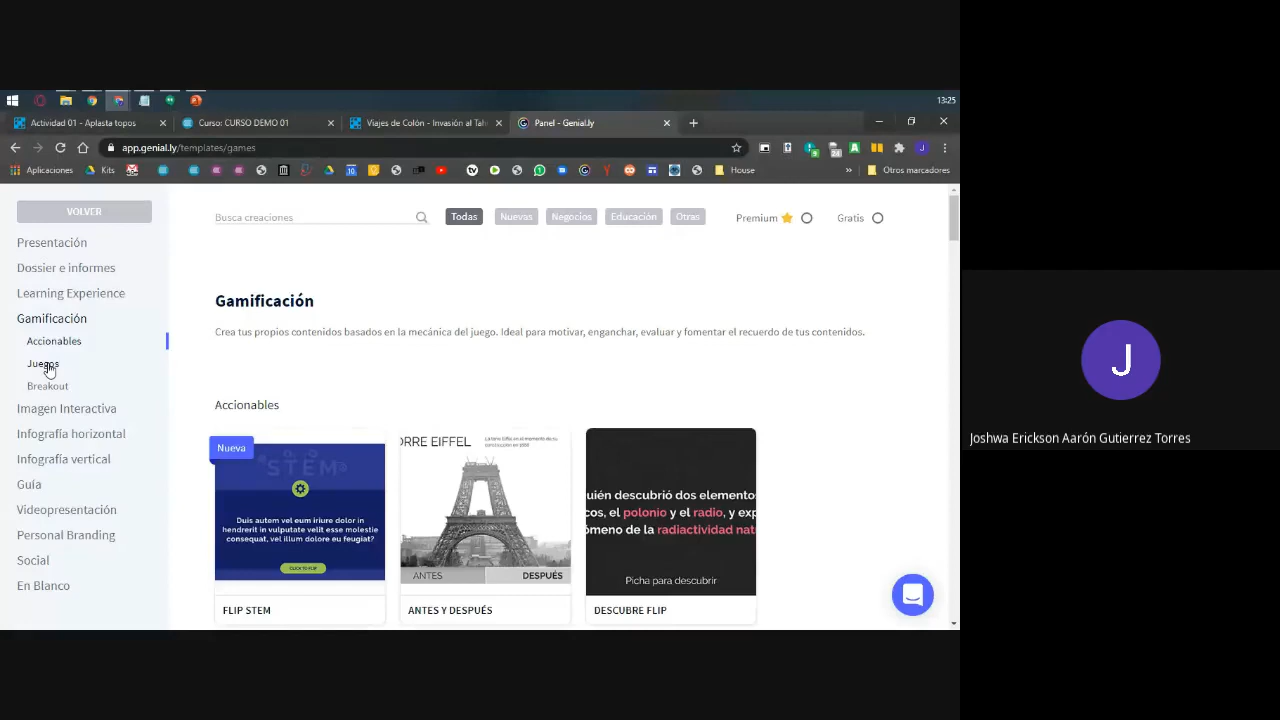 13:25
Actividad 01 - Aplasta topos
Curso: CURSO DEMO 01
Viajes de Colón - Invasión al Tah
Panel - Genial.ly
app.genial.ly/templates/games
Aplicaciones
Kits
House
Otros marcadores
VOLVER
Presentación
Dossier e informes
Learning Experience
Gamificación
Accionables
Juegos
Breakout
Imagen Interactiva
Infografía horizontal
Infografía vertical
Guía
Videopresentación
Personal Branding
Social
En Blanco
Busca creaciones
Todas
Nuevas
Negocios
Educación
Otras
Premium
Gratis
Gamificación
Crea tus propios contenidos basados en la mecánica del juego. Ideal para motivar, enganchar, evaluar y fomentar el recuerdo de tus contenidos.
Accionables
Nueva
STEM
Duis autem vel eum iriure dolor in
hendrerit in vulputate velit esse molestie
consequat, vel illum dolore eu feugiat?
CLICK TO FLIP
FLIP STEM
ORRE EIFFEL
ANTES
DESPUÉS
ANTES Y DESPUÉS
uién descubrió dos elementos
cos, el polonio y el radio, y exp
ómeno de la radiactividad nat
Picha para descubrir
DESCUBRE FLIP
J
Joshwa Erickson Aarón Gutierrez Torres